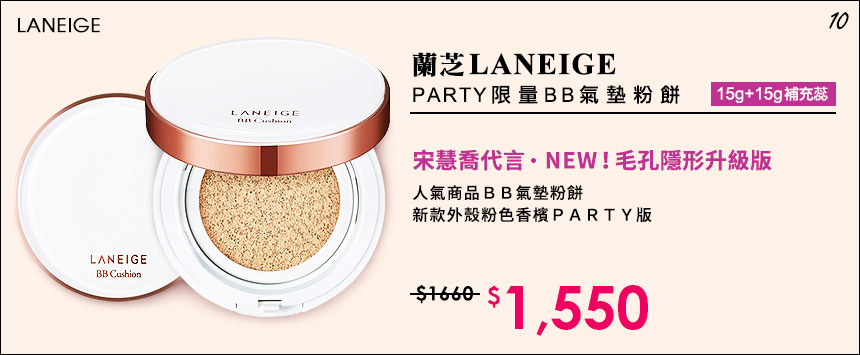 LANEIGE
10
蘭芝LANEIGE
PARTY限量BB氣墊粉餅 15g+15g補充蕊
宋慧喬代言·NEW！毛孔隱形升級版
人氣商品ＢＢ氣墊粉餅
新款外殼粉色香檳ＰＡＲＴＹ版
$1660 $1,550
LANEIGE
BB Cushion
LANEIGE
BB Cushion